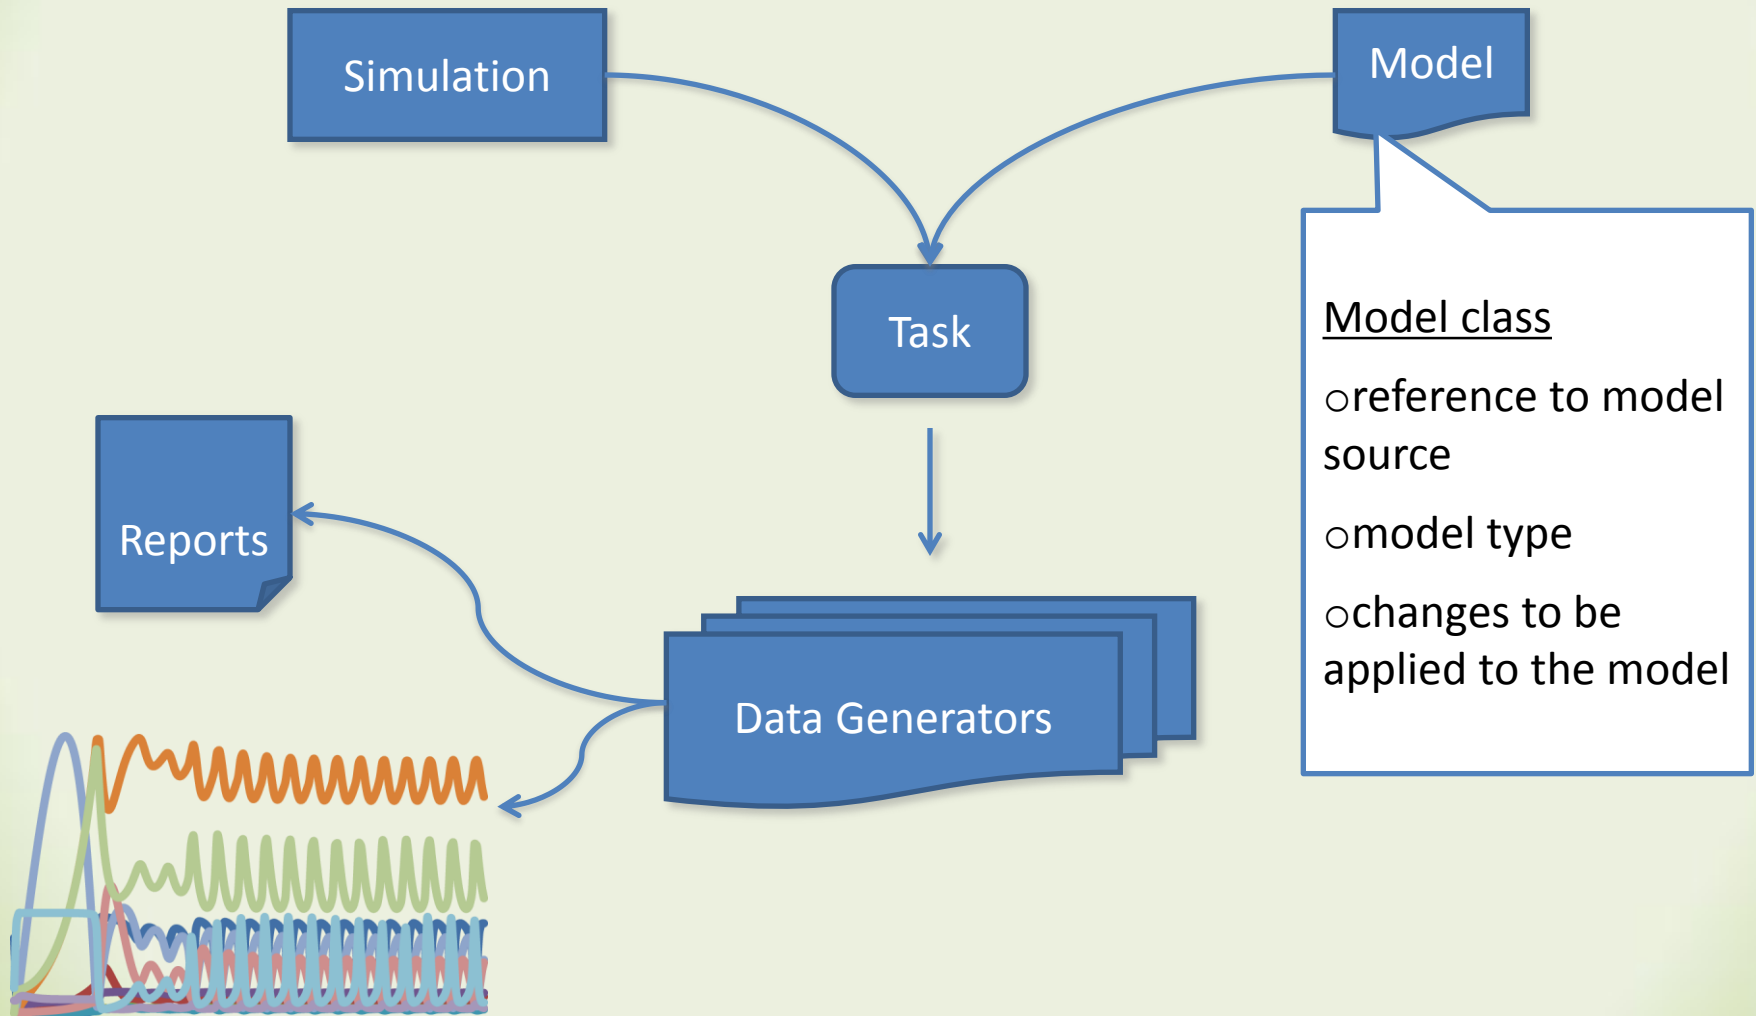 Simulation
Model
Task
Model class
oreference to model
source
omodel type
ochanges to be
applied to the model
Reports
Data Generators